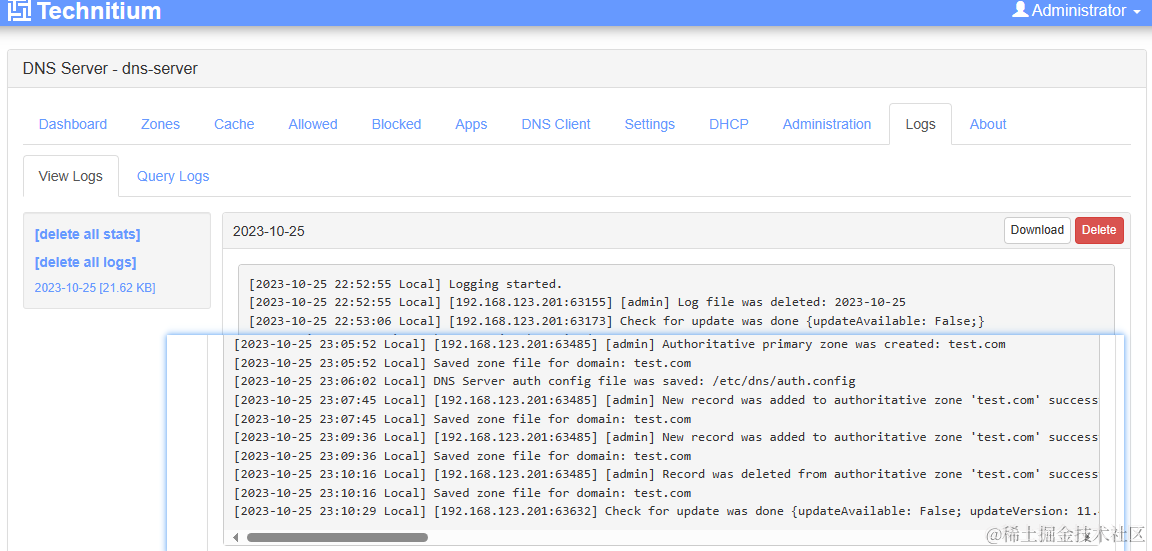 Technitium
Administrator
DNS Server - dns-server
Dashboard Zones Cache Allowed Blocked Apps DNS Client Settings DHCP Administration Logs About
View Logs Query Logs
[delete all stats]
[delete all logs]
2023-10-25 [21.62 KB]
2023-10-25
Download Delete
[2023-10-25 22:52:55 Local] Logging started.
[2023-10-25 22:52:55 Local] [192.168.123.201:63155] [admin] Log file was deleted: 2023-10-25
[2023-10-25 22:53:06 Local] [192.168.123.201:63173] Check for update was done {updateAvailable: False;}
[2023-10-25 23:05:52 Local] [192.168.123.201:63485] [admin] Authoritative primary zone was created: test.com
[2023-10-25 23:05:52 Local] Saved zone file for domain: test.com
[2023-10-25 23:06:02 Local] DNS Server auth config file was saved: /etc/dns/auth.config
[2023-10-25 23:07:45 Local] [192.168.123.201:63485] [admin] New record was added to authoritative zone 'test.com' success
[2023-10-25 23:07:45 Local] Saved zone file for domain: test.com
[2023-10-25 23:09:36 Local] [192.168.123.201:63485] [admin] New record was added to authoritative zone 'test.com' success
[2023-10-25 23:09:36 Local] Saved zone file for domain: test.com
[2023-10-25 23:10:16 Local] [192.168.123.201:63485] [admin] Record was deleted from authoritative zone 'test.com' success
[2023-10-25 23:10:16 Local] Saved zone file for domain: test.com
[2023-10-25 23:10:29 Local] [192.168.123.201:63632] Check for update was done {updateAvailable: False; updateVersion: 11.
@稀土掘金技术社区